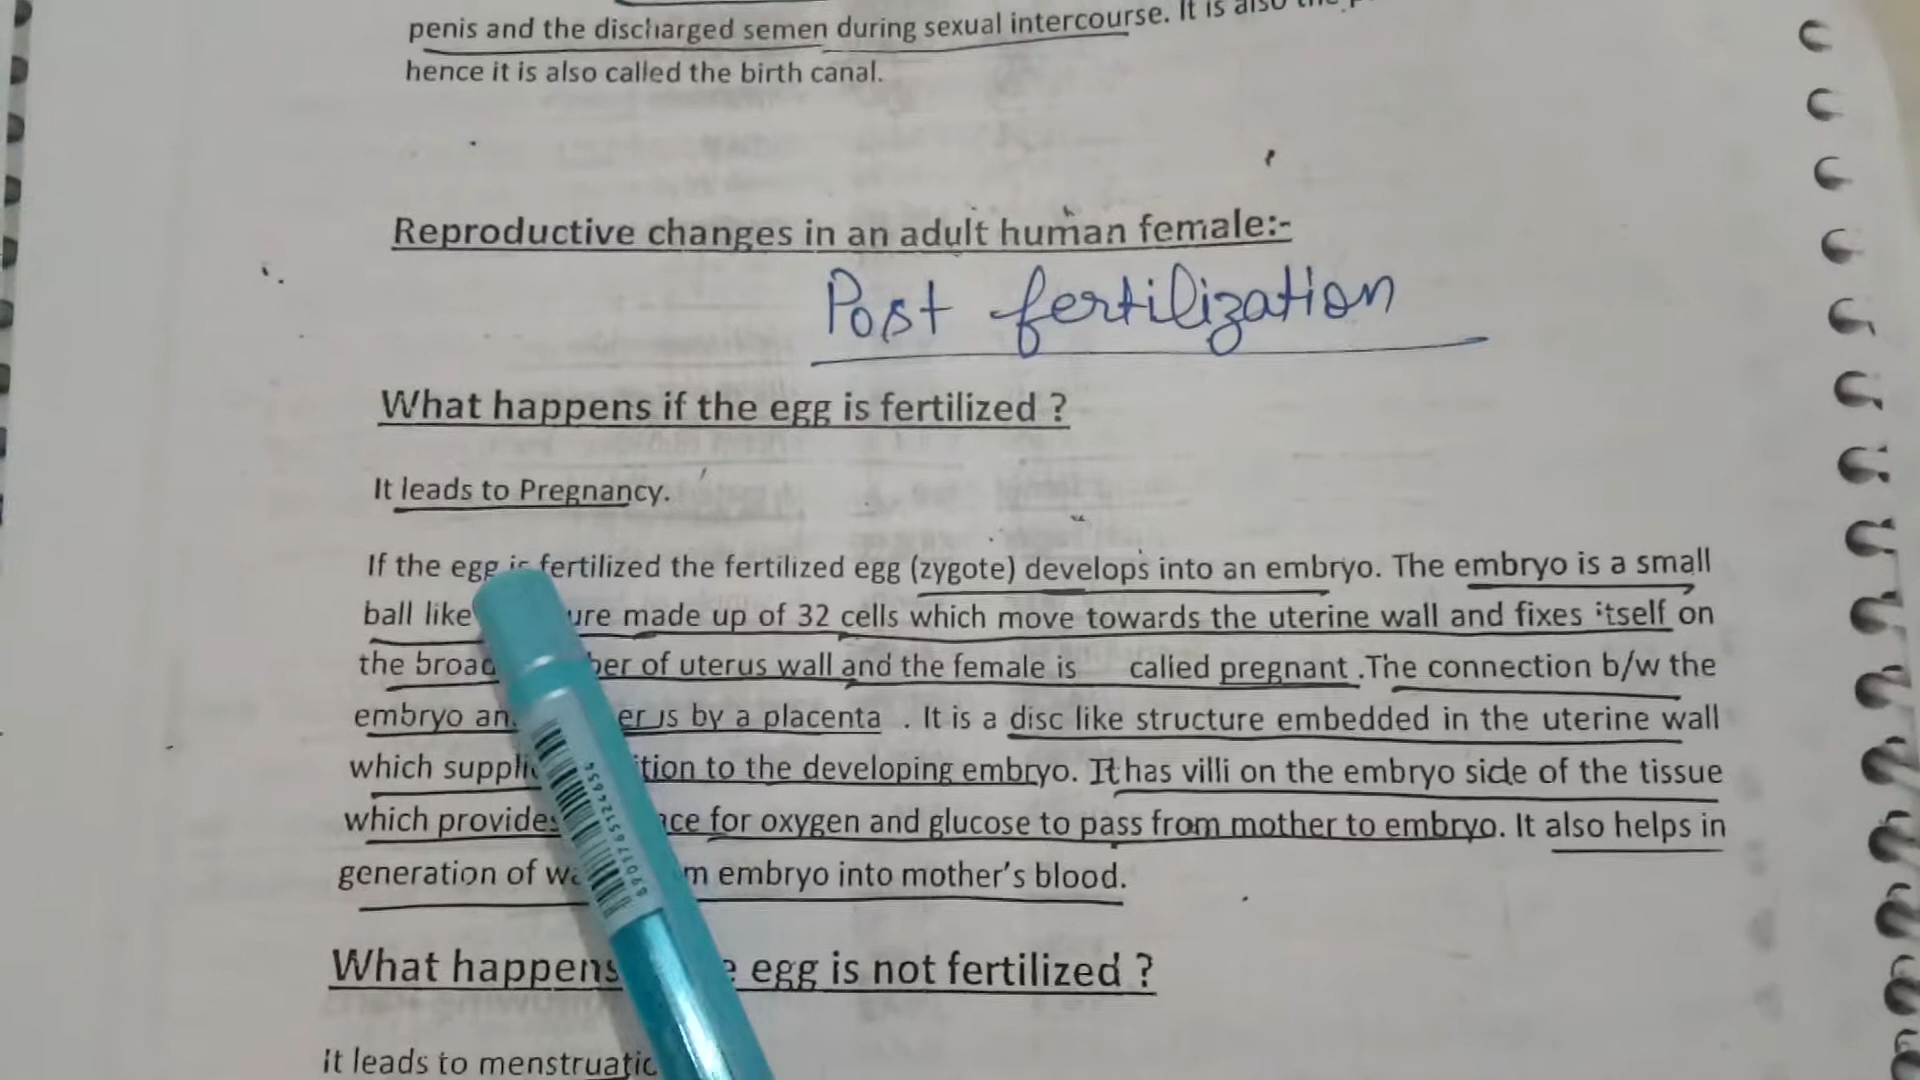 penis and the discharged semen during sexual intercourse. It is also the
hence it is also called the birth canal.
Reproductive changes in an adult human female:-
Post fertilization
What happens if the egg is fertilized ?
It leads to Pregnancy.
If the egg is fertilized the fertilized egg (zygote) develops into an embryo. The embryo is a small
ball like made up of 32 cells which move towards the uterine wall and fixes itself on
the of uterus wall and the female is called pregnant .The connection b/w the
embryo is by a placenta . It is a disc like structure embedded in the uterine wall
which to the developing embryo. It has villi on the embryo side of the tissue
which for oxygen and glucose to pass from mother to embryo. It also helps in
generation of embryo into mother's blood.
What happens egg is not fertilized ?
it leads to
8901765124654